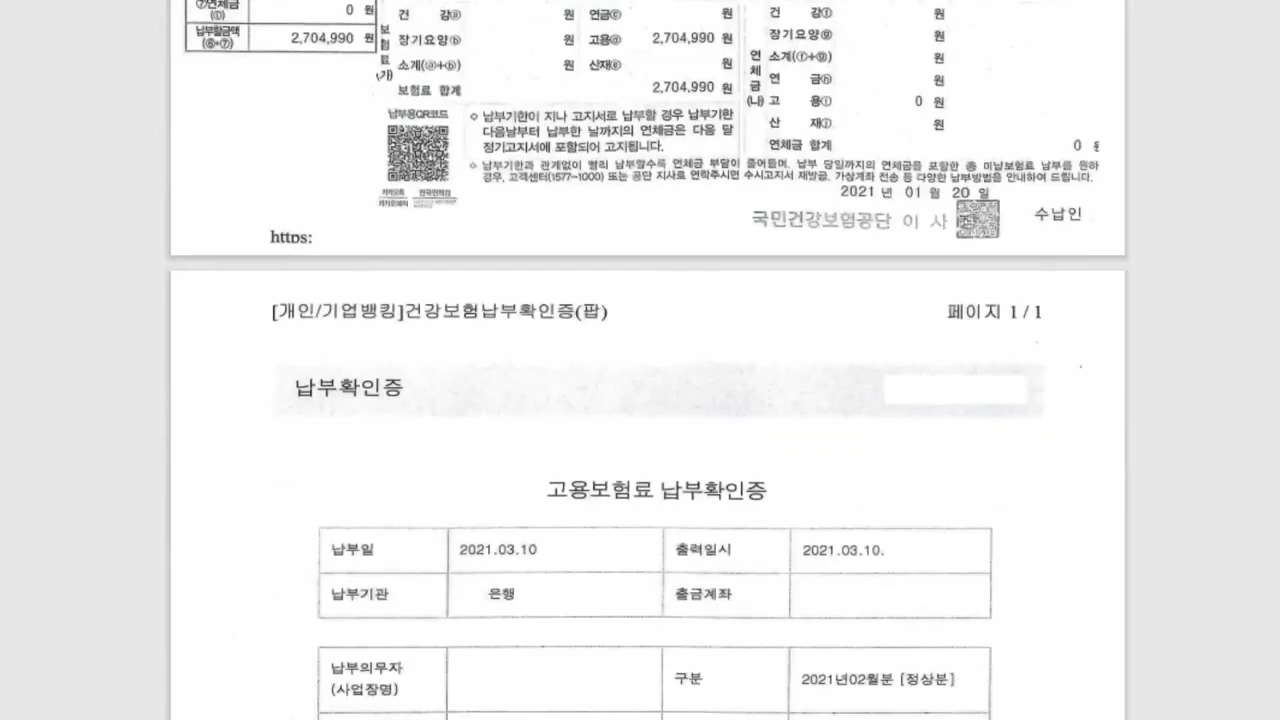 ⑦연체금 0 원 건 강ⓐ 원 연금ⓒ 원 건 강ⓕ 원
(ⓓ)
납부할금액 2,704,990 원 장기요양ⓑ 원 고용ⓓ 2,704,990 원 장기요양ⓖ 원
(⑥+⑦)
보험료(가) 소계(ⓐ+ⓑ) 원 산재ⓔ 원 연체금(나) 소계(ⓕ+ⓖ) 원
보험료 합계 2,704,990 원 연 금ⓗ 원
고 용ⓘ 0 원
산 재ⓙ 원
연체금 합계 0 원
납부용QR코드
◇ 납부기한이 지나 고지서로 납부할 경우 납부기한
다음날부터 납부한 날까지의 연체금은 다음 달
정기고지서에 포함되어 고지됩니다.
◇ 납부기한과 관계없이 빨리 납부할수록 연체금 부담이 줄어들며, 납부 당일까지의 연체금을 포함한 총 미납보험료 납부를 원하
경우, 고객센터(1577-1000) 또는 공단 지사로 연락주시면 수시고지서 재발급, 가상계좌 전송 등 다양한 납부방법을 안내하여 드립니다.
2021 년 01 월 20 일
국민건강보험공단 이 사 수납인
https:
[개인/기업뱅킹]건강보험납부확인증(팝) 페이지 1 / 1
납부확인증
고용보험료 납부확인증
납부일 2021.03.10 출력일시 2021.03.10.
납부기관 은행 출금계좌
납부의무자
(사업장명)
구분 2021년02월분 [정상분]